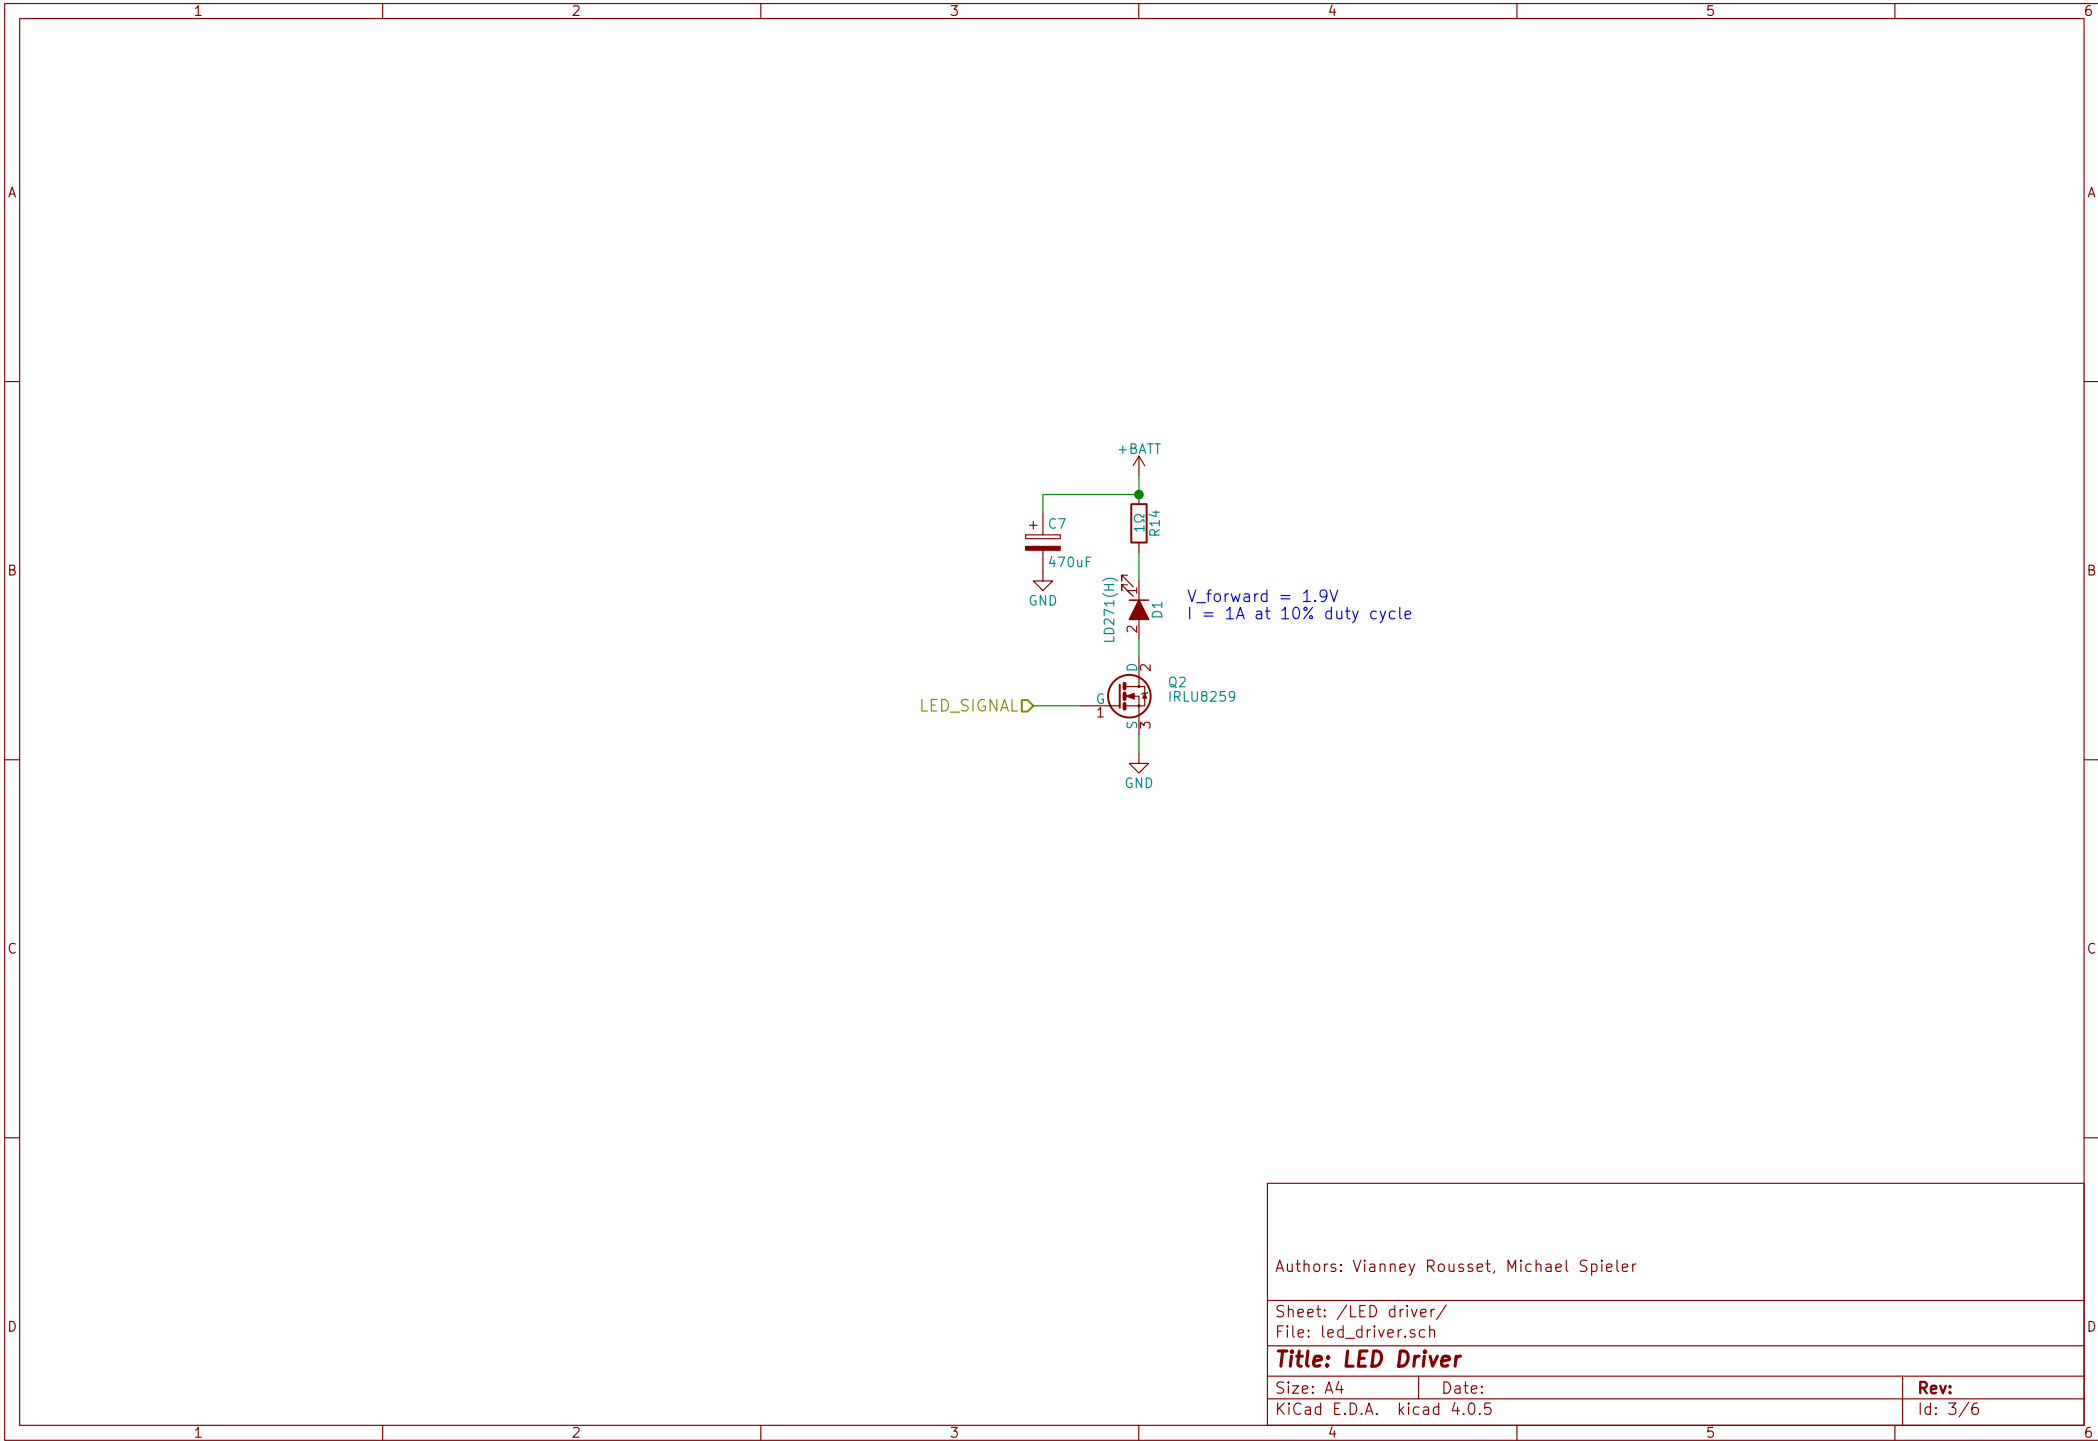 1 2 3 4 5 6
A A
+BATT
+ C7
1Ω
R14
470uF
B B
GND
LD271(H)
1
D1
2
V_forward = 1.9V
I = 1A at 10% duty cycle
D 2
Q2
IRLU8259
LED_SIGNAL
G
1
S 3
GND
C C
Authors: Vianney Rousset, Michael Spieler
Sheet: /LED driver/
File: led_driver.sch
D D
Title: LED Driver
Size: A4 Date: Rev:
KiCad E.D.A. kicad 4.0.5 Id: 3/6
1 2 3 4 5 6